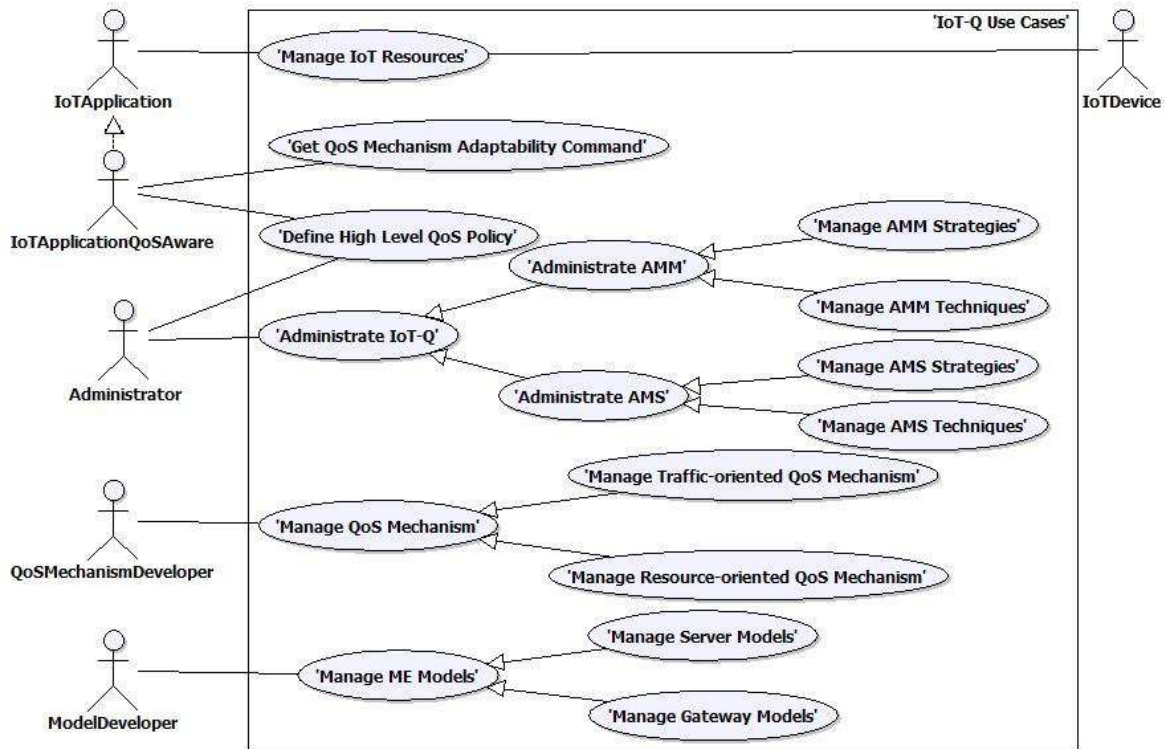 'IoT-Q Use Cases'
'Manage IoT Resources'
IoTApplication
IoTDevice
'Get QoS Mechanism Adaptability Command'
IoTApplicationQoSAware
'Define High Level QoS Policy'
'Manage AMM Strategies'
'Administrate AMM'
'Manage AMM Techniques'
'Administrate IoT-Q'
'Manage AMS Strategies'
Administrator
'Administrate AMS'
'Manage AMS Techniques'
'Manage Traffic-oriented QoS Mechanism'
'Manage QoS Mechanism'
QoSMechanismDeveloper
'Manage Resource-oriented QoS Mechanism'
'Manage Server Models'
'Manage ME Models'
'Manage Gateway Models'
ModelDeveloper